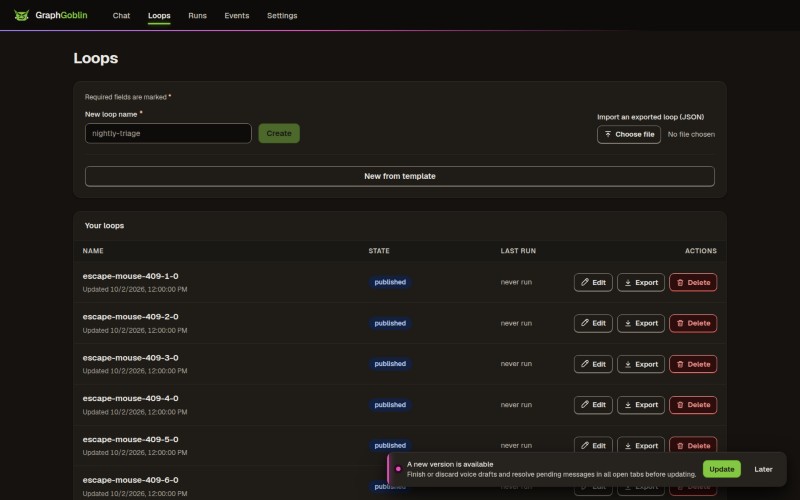 GraphGoblin Chat Loops Runs Events Settings
Loops
Required fields are marked *
New loop name *
Import an exported loop (JSON)
nightly-triage Create Choose file No file chosen
New from template
Your loops
NAME STATE LAST RUN ACTIONS
escape-mouse-409-1-0
Updated 10/2/2026, 12:00:00 PM
published never run Edit Export Delete
escape-mouse-409-2-0
Updated 10/2/2026, 12:00:00 PM
published never run Edit Export Delete
escape-mouse-409-3-0
Updated 10/2/2026, 12:00:00 PM
published never run Edit Export Delete
escape-mouse-409-4-0
Updated 10/2/2026, 12:00:00 PM
published never run Edit Export Delete
escape-mouse-409-5-0
Updated 10/2/2026, 12:00:00 PM
published never run Edit Export Delete
escape-mouse-409-6-0
Updated 10/2/2026, 12:00:00 PM
A new version is available
Finish or discard voice drafts and resolve pending messages in all open tabs before updating.
Update Later